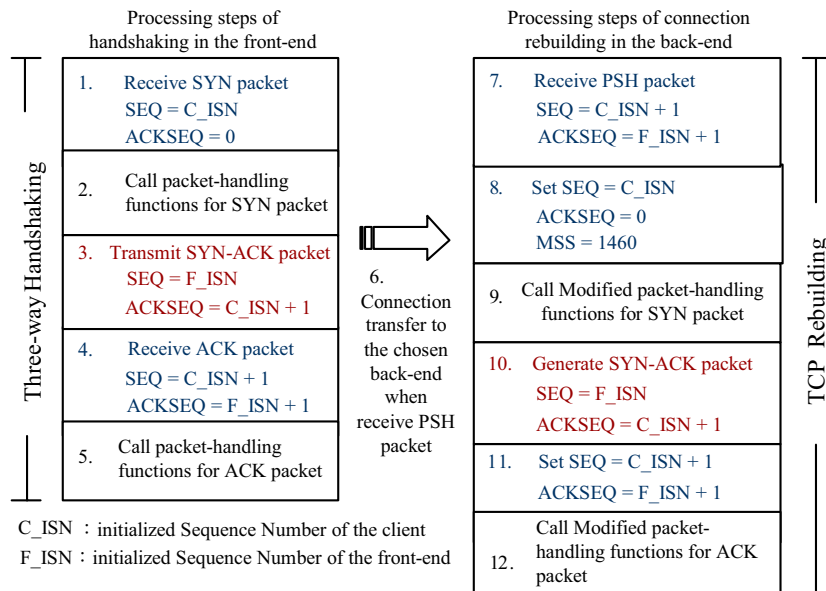 Processing steps of
handshaking in the front-end
Three-way Handshaking
1. Receive SYN packet
SEQ = C_ISN
ACKSEQ = 0
2. Call packet-handling
functions for SYN packet
3. Transmit SYN-ACK packet
SEQ = F_ISN
ACKSEQ = C_ISN + 1
4. Receive ACK packet
SEQ = C_ISN + 1
ACKSEQ = F_ISN + 1
5. Call packet-handling
functions for ACK packet
C_ISN : initialized Sequence Number of the client
F_ISN : initialized Sequence Number of the front-end
6.
Connection
transfer to
the chosen
back-end
when
receive PSH
packet
Processing steps of connection
rebuilding in the back-end
7. Receive PSH packet
SEQ = C_ISN + 1
ACKSEQ = F_ISN + 1
8. Set SEQ = C_ISN
ACKSEQ = 0
MSS = 1460
9. Call Modified packet-handling
functions for SYN packet
10. Generate SYN-ACK packet
SEQ = F_ISN
ACKSEQ = C_ISN + 1
11. Set SEQ = C_ISN + 1
ACKSEQ = F_ISN + 1
Call Modified packet-
handling functions for ACK
12. packet
TCP Rebuilding